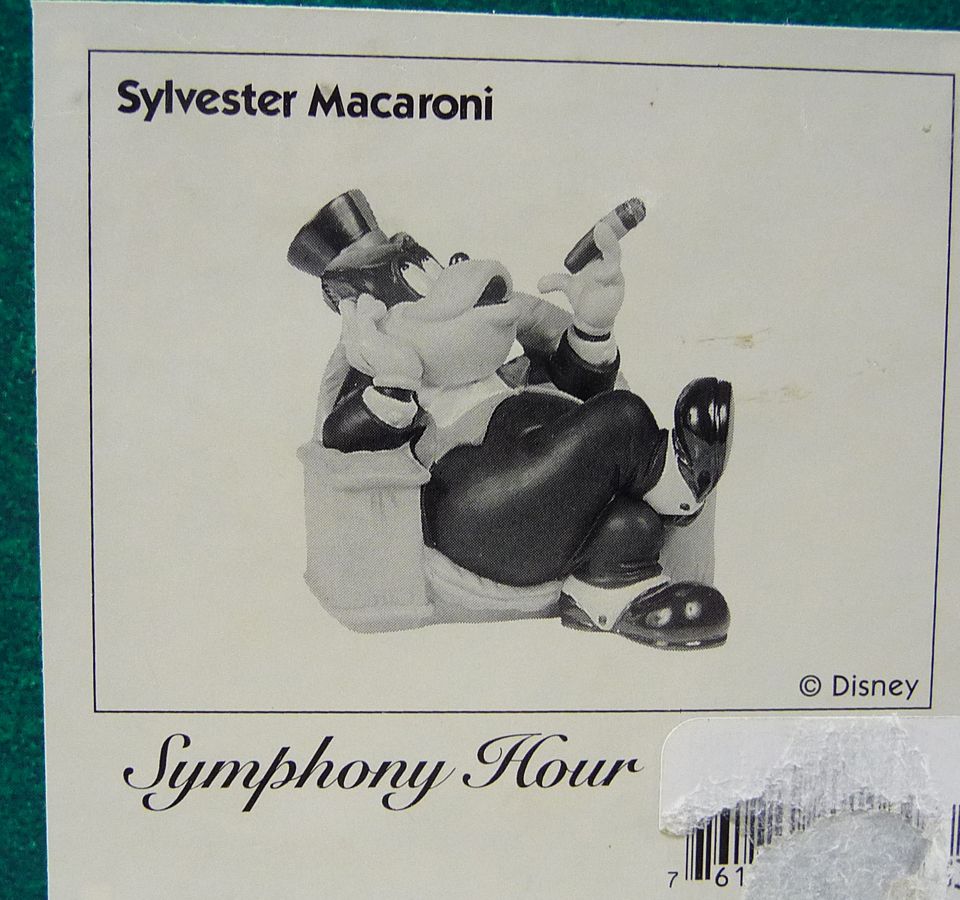 Sylvester Macaroni
© Disney
Symphony Hour
7 61